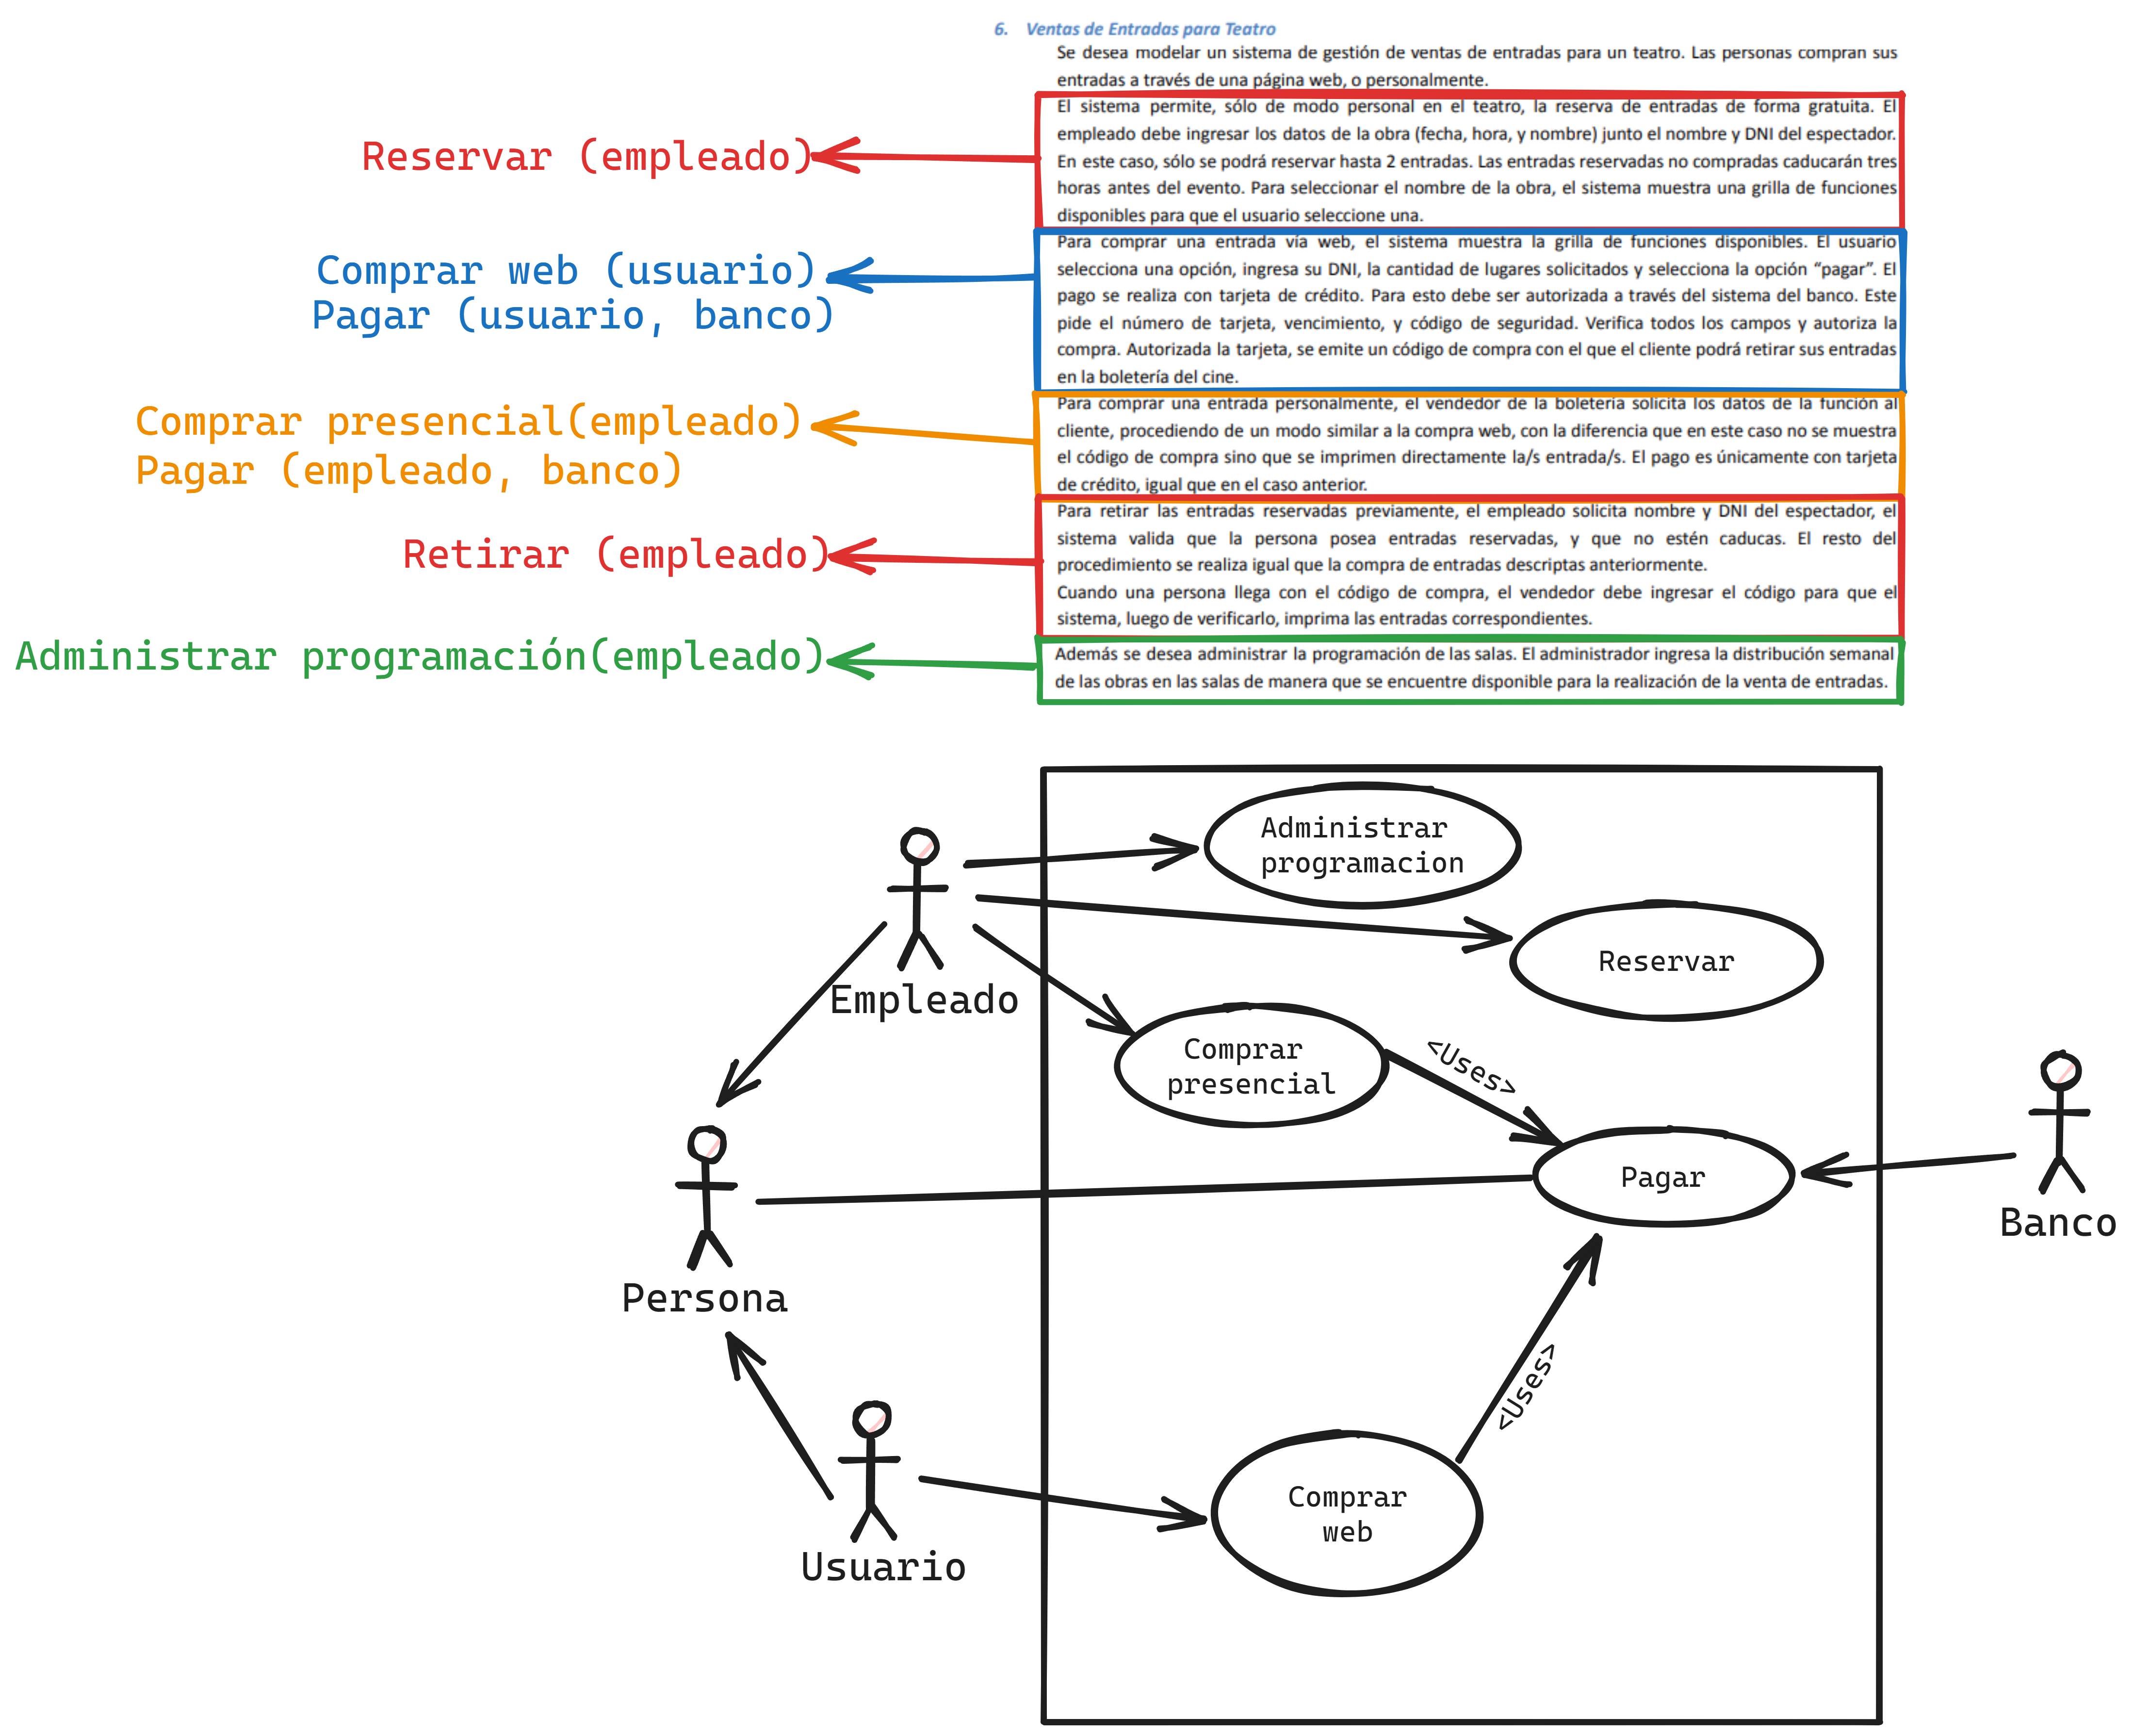 6. Ventas de Entradas para Teatro
Se desea modelar un sistema de gestión de ventas de entradas para un teatro. Las personas compran sus
entradas a través de una página web, o personalmente.
El sistema permite, sólo de modo personal en el teatro, la reserva de entradas de forma gratuita. El
empleado debe ingresar los datos de la obra (fecha, hora, y nombre) junto el nombre y DNI del espectador.
En este caso, sólo se podrá reservar hasta 2 entradas. Las entradas reservadas no compradas caducarán tres
horas antes del evento. Para seleccionar el nombre de la obra, el sistema muestra una grilla de funciones
disponibles para que el usuario seleccione una.
Para comprar una entrada vía web, el sistema muestra la grilla de funciones disponibles. El usuario
selecciona una opción, ingresa su DNI, la cantidad de lugares solicitados y selecciona la opción “pagar”. El
pago se realiza con tarjeta de crédito. Para esto debe ser autorizada a través del sistema del banco. Este
pide el número de tarjeta, vencimiento, y código de seguridad. Verifica todos los campos y autoriza la
compra. Autorizada la tarjeta, se emite un código de compra con el que el cliente podrá retirar sus entradas
en la boletería del cine.
Para comprar una entrada personalmente, el vendedor de la boletería solicita los datos de la función al
cliente, procediendo de un modo similar a la compra web, con la diferencia que en este caso no se muestra
el código de compra sino que se imprimen directamente la/s entrada/s. El pago es únicamente con tarjeta
de crédito, igual que en el caso anterior.
Para retirar las entradas reservadas previamente, el empleado solicita nombre y DNI del espectador, el
sistema valida que la persona posea entradas reservadas, y que no estén caducas. El resto del
procedimiento se realiza igual que la compra de entradas descriptas anteriormente.
Cuando una persona llega con el código de compra, el vendedor debe ingresar el código para que el
sistema, luego de verificarlo, imprima las entradas correspondientes.
Además se desea administrar la programación de las salas. El administrador ingresa la distribución semanal
de las obras en las salas de manera que se encuentre disponible para la realización de la venta de entradas.
Reservar (empleado)
Comprar web (usuario)
Pagar (usuario, banco)
Comprar presencial(empleado)
Pagar (empleado, banco)
Retirar (empleado)
Administrar programación(empleado)
Administrar
programacion
Reservar
Empleado
Comprar
presencial
<Uses>
Pagar
Banco
Persona
<Uses>
Comprar
web
Usuario